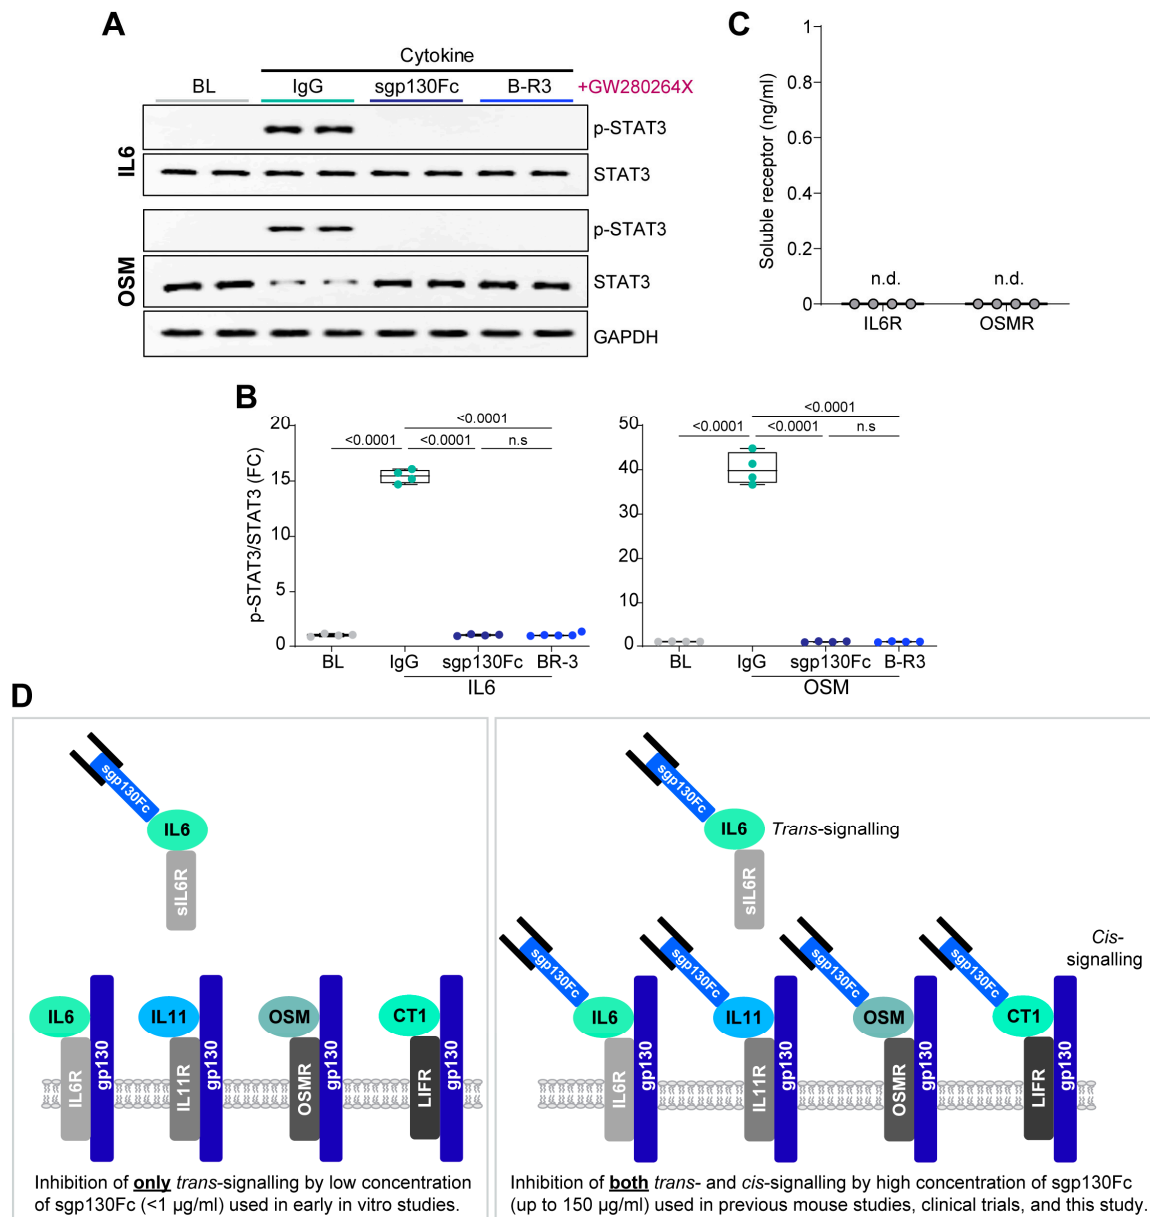 A
Cytokine
BL IgG sgp130Fc B-R3 +GW280264X
IL6
p-STAT3
STAT3
OSM
p-STAT3
STAT3
GAPDH
C
Soluble receptor (ng/ml)
1
0.8
0.6
0.4
0.2
0
n.d. n.d.
IL6R OSMR
B
p-STAT3/STAT3 (FC)
20
15
10
5
0
<0.0001
<0.0001 <0.0001 n.s
BL IgG sgp130Fc BR-3
IL6
50
40
30
20
10
0
<0.0001
<0.0001 <0.0001 n.s
BL IgG sgp130Fc B-R3
OSM
D
sgp130Fc
IL6
sIL6R
IL6 IL11 OSM CT1
IL6R gp130 IL11R gp130 OSMR gp130 LIFR gp130
Inhibition of only trans-signalling by low concentration
of sgp130Fc (<1 µg/ml) used in early in vitro studies.
sgp130Fc
IL6 Trans-signalling
sIL6R
Cis-
signalling
sgp130Fc sgp130Fc sgp130Fc sgp130Fc
IL6 IL11 OSM CT1
IL6R gp130 IL11R gp130 OSMR gp130 LIFR gp130
Inhibition of both trans- and cis-signalling by high concentration of sgp130Fc
(up to 150 µg/ml) used in previous mouse studies, clinical trials, and this study.